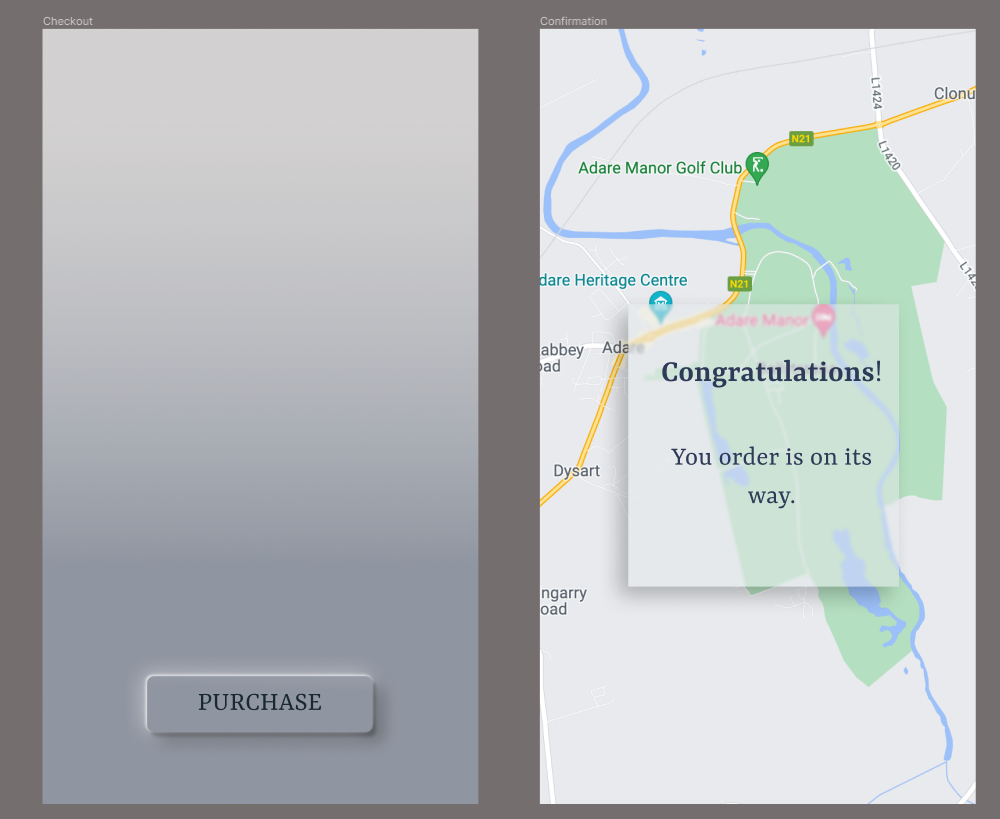 Checkout
PURCHASE
Confirmation
L1424
Clonu
N21
L1420
Adare Manor Golf Club
L142
dare Heritage Centre
N21
Adare Manor
abbey
oad
Adare
Congratulations!
You order is on its
way.
Dysart
ngarry
oad